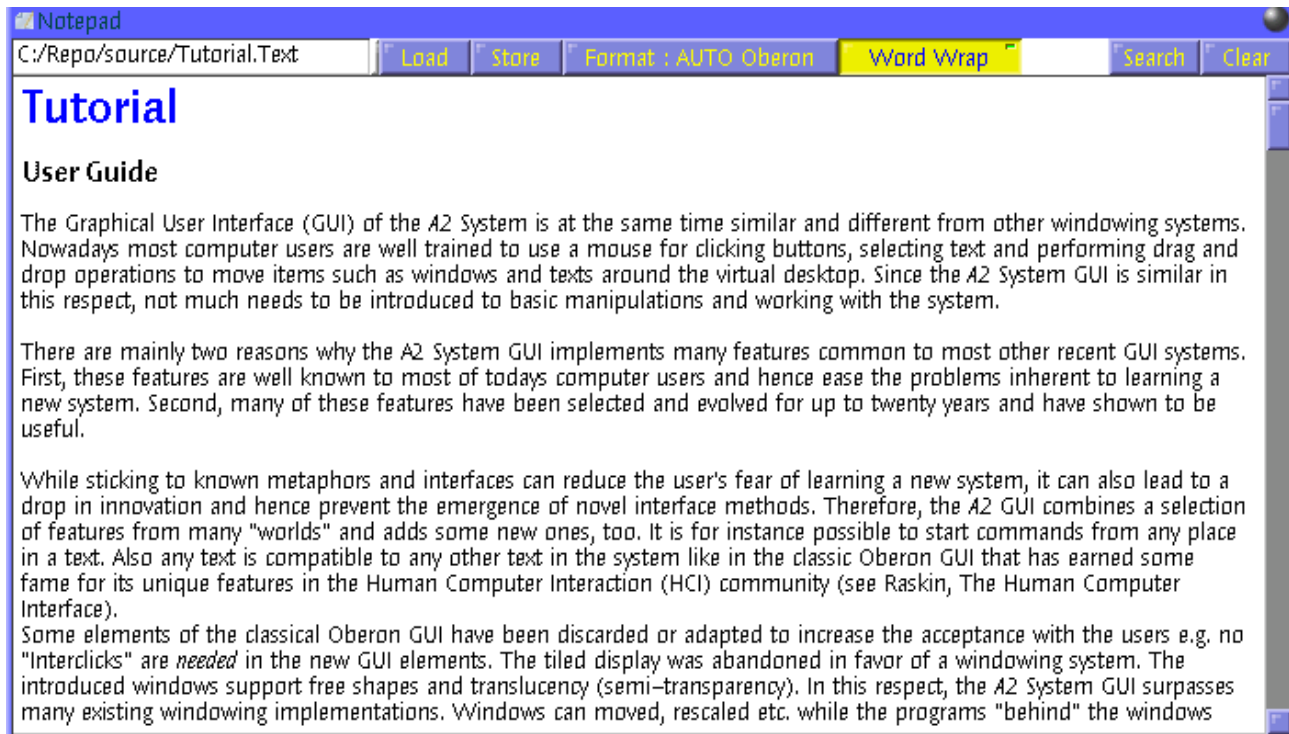 Notepad
C:/Repo/source/Tutorial.Text Load Store Format : AUTO Oberon Word Wrap Search Clear
Tutorial
User Guide
The Graphical User Interface (GUI) of the A2 System is at the same time similar and different from other windowing systems.
Nowadays most computer users are well trained to use a mouse for clicking buttons, selecting text and performing drag and
drop operations to move items such as windows and texts around the virtual desktop. Since the A2 System GUI is similar in
this respect, not much needs to be introduced to basic manipulations and working with the system.
There are mainly two reasons why the A2 System GUI implements many features common to most other recent GUI systems.
First, these features are well known to most of todays computer users and hence ease the problems inherent to learning a
new system. Second, many of these features have been selected and evolved for up to twenty years and have shown to be
useful.
While sticking to known metaphors and interfaces can reduce the user's fear of learning a new system, it can also lead to a
drop in innovation and hence prevent the emergence of novel interface methods. Therefore, the A2 GUI combines a selection
of features from many "worlds" and adds some new ones, too. It is for instance possible to start commands from any place
in a text. Also any text is compatible to any other text in the system like in the classic Oberon GUI that has earned some
fame for its unique features in the Human Computer Interaction (HCI) community (see Raskin, The Human Computer
Interface).
Some elements of the classical Oberon GUI have been discarded or adapted to increase the acceptance with the users e.g. no
"Interclicks" are needed in the new GUI elements. The tiled display was abandoned in favor of a windowing system. The
introduced windows support free shapes and translucency (semi-transparency). In this respect, the A2 System GUI surpasses
many existing windowing implementations. Windows can moved, rescaled etc. while the programs "behind" the windows